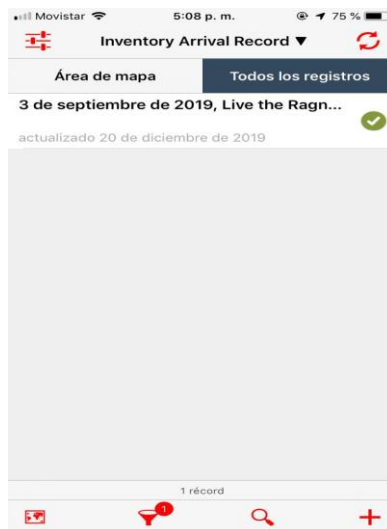 Movistar 5:08 p. m. 75 %
Inventory Arrival Record ▼
Área de mapa Todos los registros
3 de septiembre de 2019, Live the Ragn...
actualizado 20 de diciembre de 2019
1 récord
1